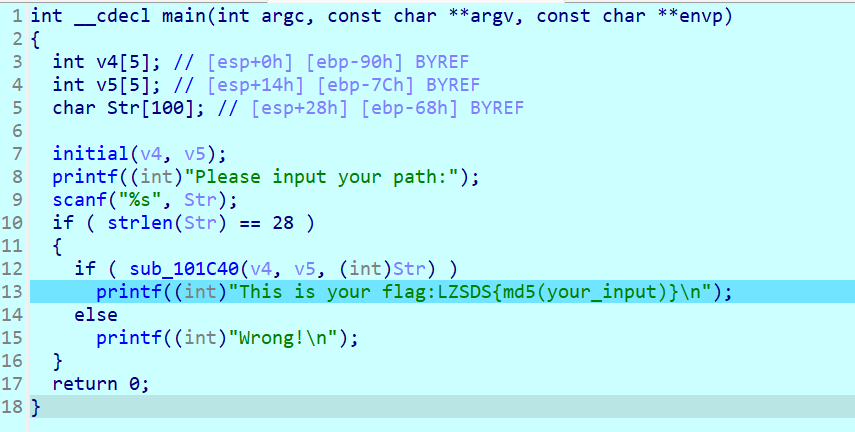 1 int __cdecl main(int argc, const char **argv, const char **envp)
2 {
3   int v4[5]; // [esp+0h] [ebp-90h] BYREF
4   int v5[5]; // [esp+14h] [ebp-7Ch] BYREF
5   char Str[100]; // [esp+28h] [ebp-68h] BYREF
6
7   initial(v4, v5);
8   printf((int)"Please input your path:");
9   scanf("%s", Str);
10   if ( strlen(Str) == 28 )
11   {
12     if ( sub_101C40(v4, v5, (int)Str) )
13       printf((int)"This is your flag:LZSDS{md5(your_input)}\n");
14     else
15       printf((int)"Wrong!\n");
16   }
17   return 0;
18 }